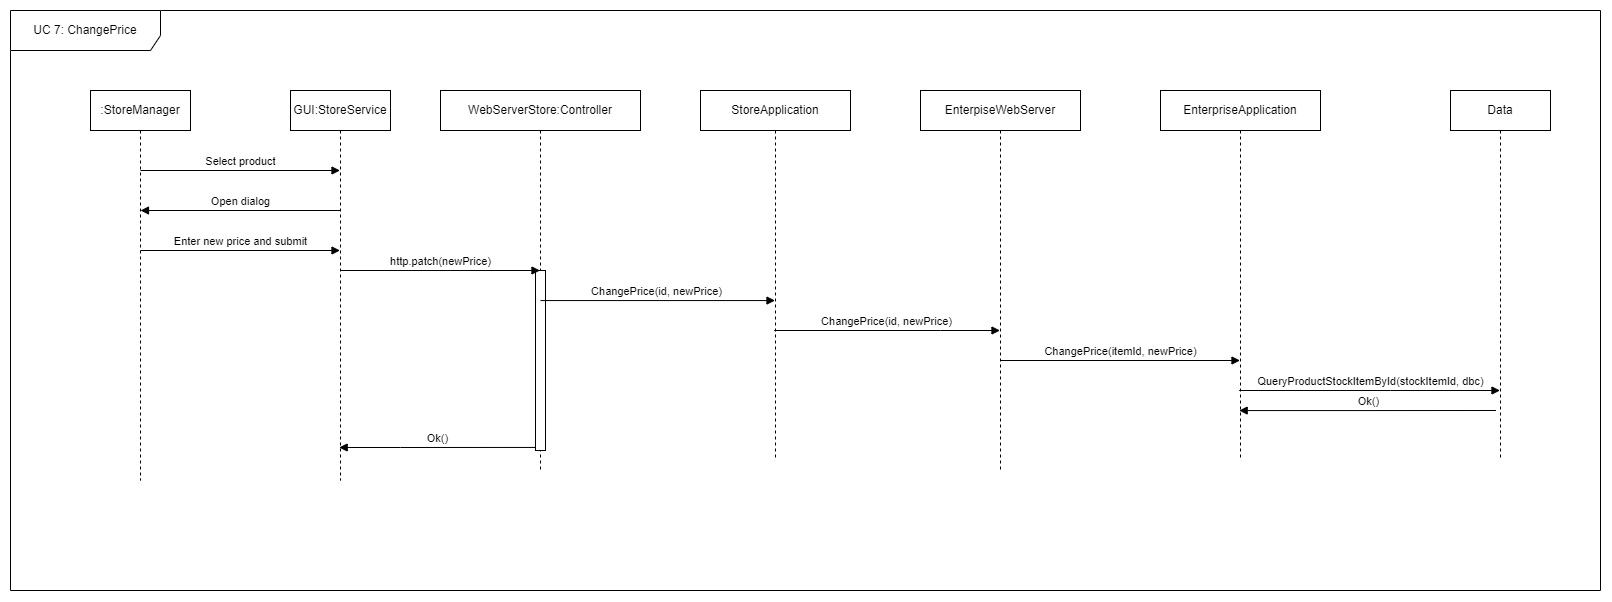 UC 7: ChangePrice
:StoreManager
GUI:StoreService
WebServerStore:Controller
StoreApplication
EnterpiseWebServer
EnterpriseApplication
Data
Select product
Open dialog
Enter new price and submit
http.patch(newPrice)
ChangePrice(id, newPrice)
ChangePrice(id, newPrice)
ChangePrice(itemId, newPrice)
QueryProductStockItemById(stockItemId, dbc)
Ok()
Ok()